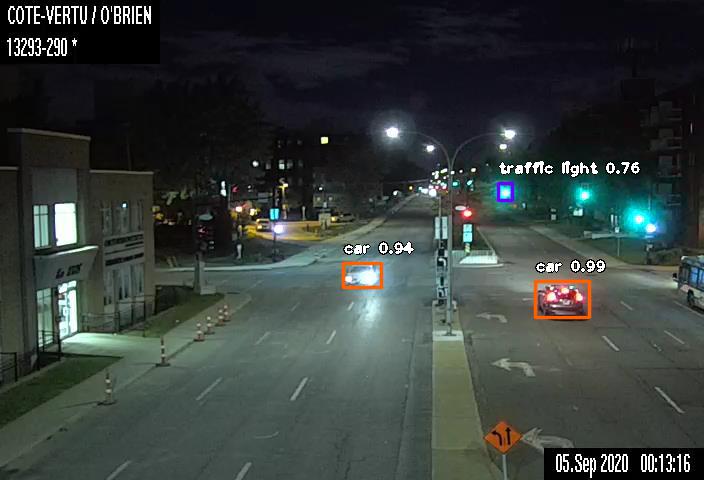 COTE-VERTU / O'BRIEN
13293-290 *
traffic light 0.76
car 0.94
car 0.99
05.Sep 2020 00:13:16